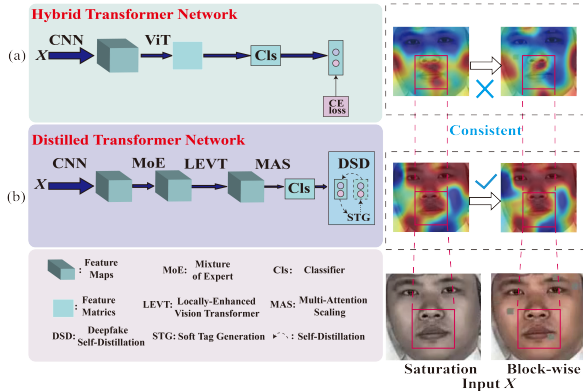 Hybrid Transformer Network
(a)
X
CNN
ViT
Cls
CE
loss
Consistent
Distilled Transformer Network
(b)
X
CNN
MoE
LEVT
MAS
Cls
DSD
STG
: Feature
Maps
MoE: Mixture
of Expert
Cls: Classifier
: Feature
Matrics
LEVT: Locally-Enhanced
Vision Transformer
MAS: Multi-Attention
Scaling
DSD: Deepfake
Self-Distillation
STG: Soft Tag Generation
: Self-Distillation
Saturation
Block-wise
Input X